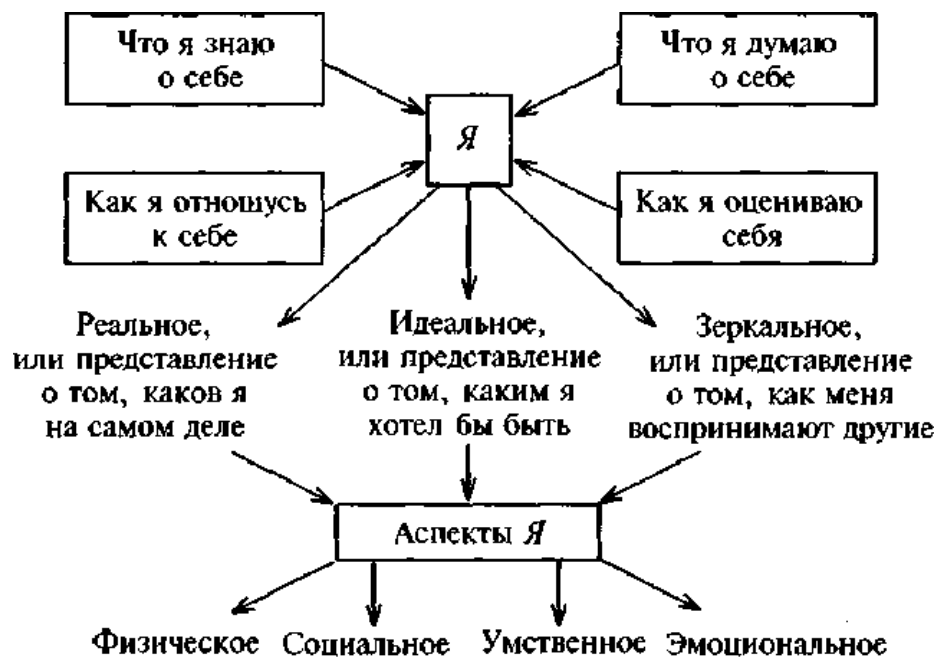 Что я знаю
о себе
Что я думаю
о себе
Я
Как я отношусь
к себе
Как я оцениваю
себя
Реальное,
или представление
о том, каков я
на самом деле
Идеальное,
или представление
о том, каким я
хотел бы быть
Зеркальное,
или представление
о том, как меня
воспринимают другие
Аспекты Я
Физическое
Социальное
Умственное
Эмоциональное